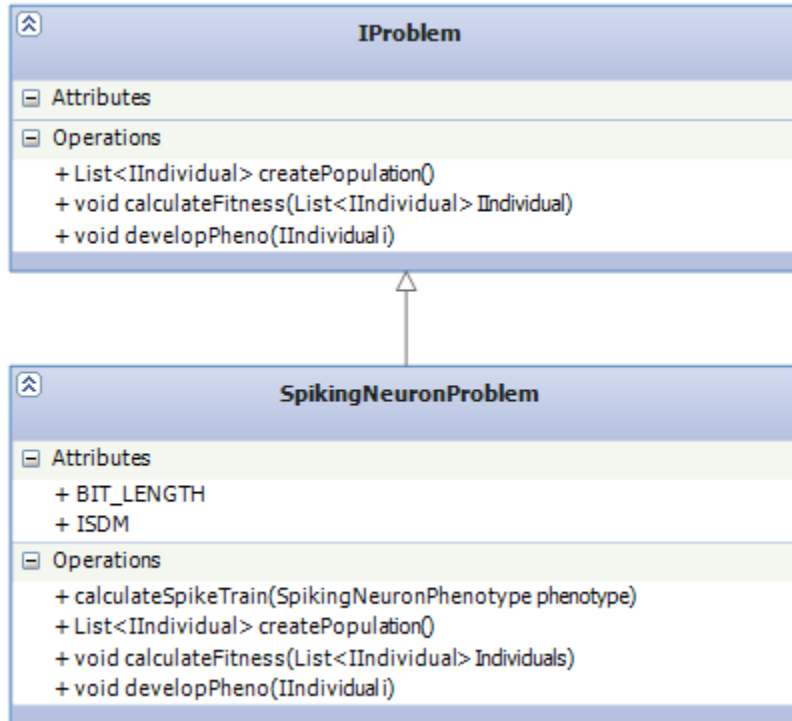 IProblem
Attributes
Operations
+ List<IIndividual> createPopulation()
+ void calculateFitness(List<IIndividual> IIndividual)
+ void developPheno(IIndividual i)
SpikingNeuronProblem
Attributes
+ BIT_LENGTH
+ ISDM
Operations
+ calculateSpikeTrain(SpikingNeuronPhenotype phenotype)
+ List<IIndividual> createPopulation()
+ void calculateFitness(List<IIndividual> Individuals)
+ void developPheno(IIndividual i)